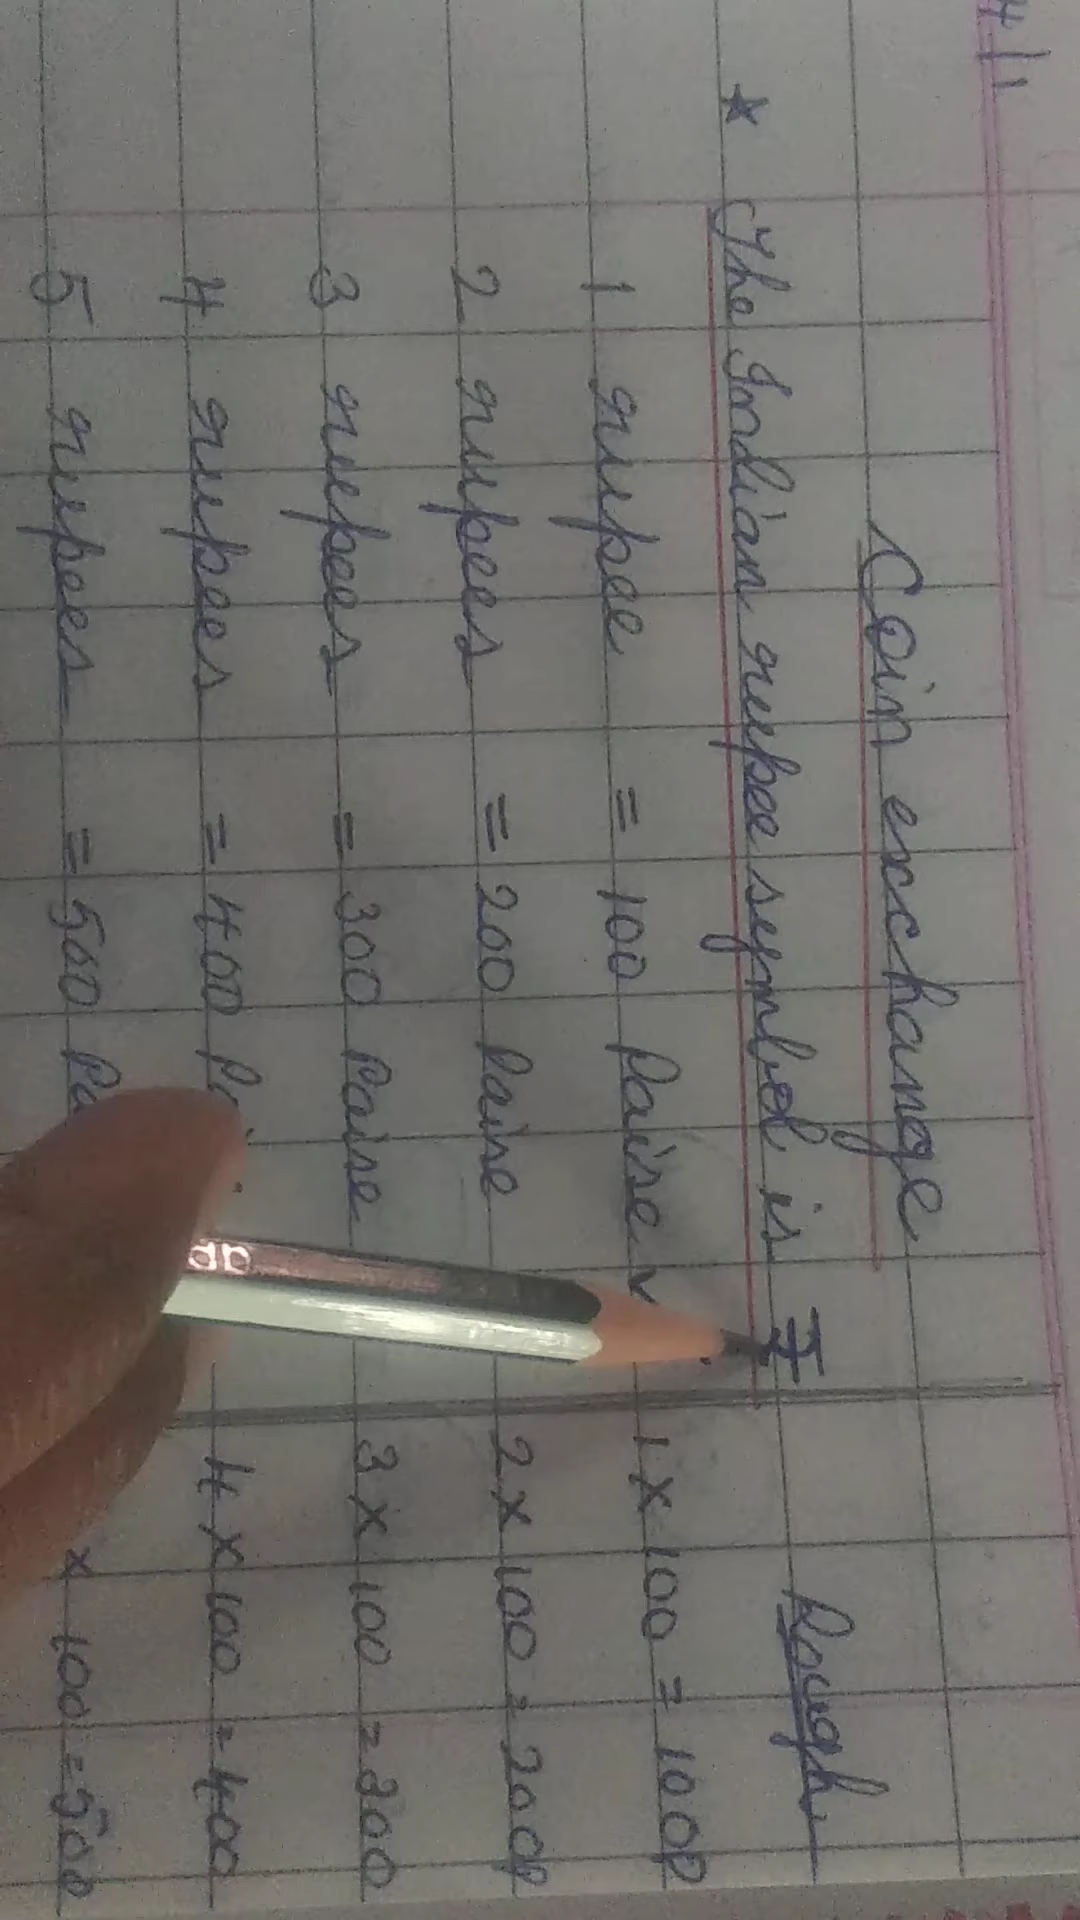 Coin exchange
★ The Indian rupee symbol is ₹
Rough
1 rupee = 100 Paise 1 x 100 = 100P
2 rupees = 200 Paise 2 x 100 = 200P
3 rupees = 300 Paise 3 x 100 = 300
4 rupees = 400 4 x 100 = 400
5 rupees = 500 x 100 = 500